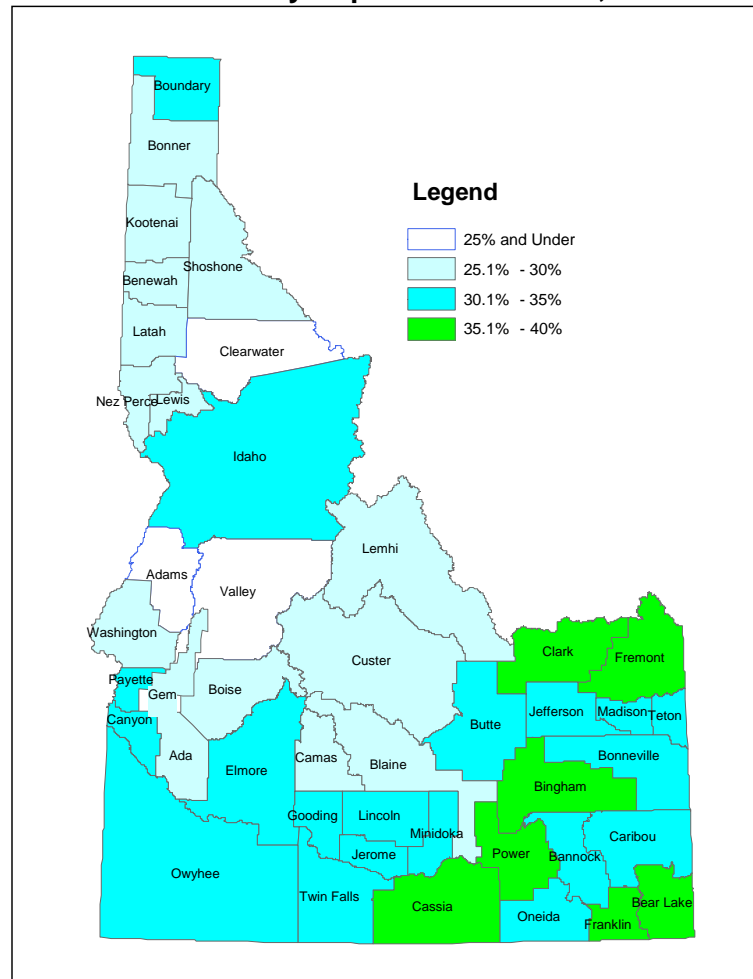 Boundary
Bonner
Legend
25% and Under
Kootenai
25.1% - 30%
Shoshone
Benewah
30.1% - 35%
Latah
35.1% - 40%
Clearwater
Nez Perce
Lewis
Idaho
Lemhi
Adams
Valley
Washington
Clark
Fremont
Custer
Payette
Gem
Boise
Canyon
Butte
Jefferson
Madison
Teton
Ada
Camas
Blaine
Bonneville
Elmore
Bingham
Gooding
Lincoln
Minidoka
Caribou
Jerome
Power
Bannock
Owyhee
Twin Falls
Cassia
Oneida
Franklin
Bear Lake